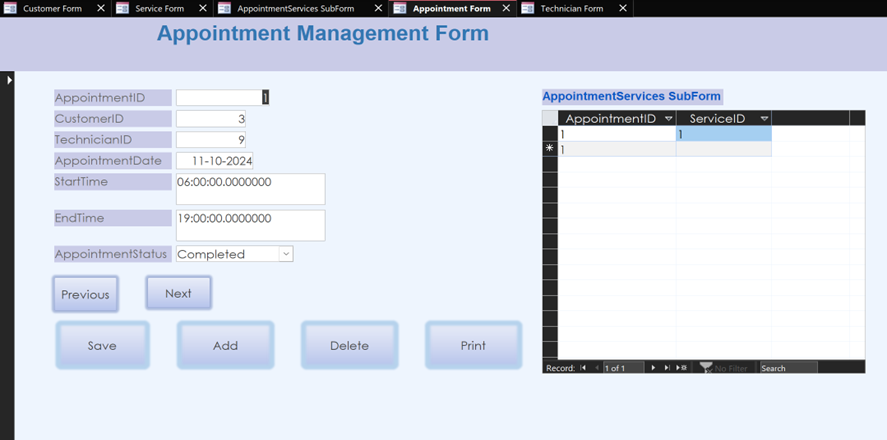 Customer Form Service Form AppointmentServices SubForm Appointment Form Technician Form
Appointment Management Form
AppointmentID 1
CustomerID 3
TechnicianID 9
AppointmentDate 11-10-2024
StartTime 06:00:00.0000000
EndTime 19:00:00.0000000
AppointmentStatus Completed
Previous Next
Save Add Delete Print
AppointmentServices SubForm
AppointmentID ServiceID
1 1
* 1
Record: 1 of 1 No Filter Search